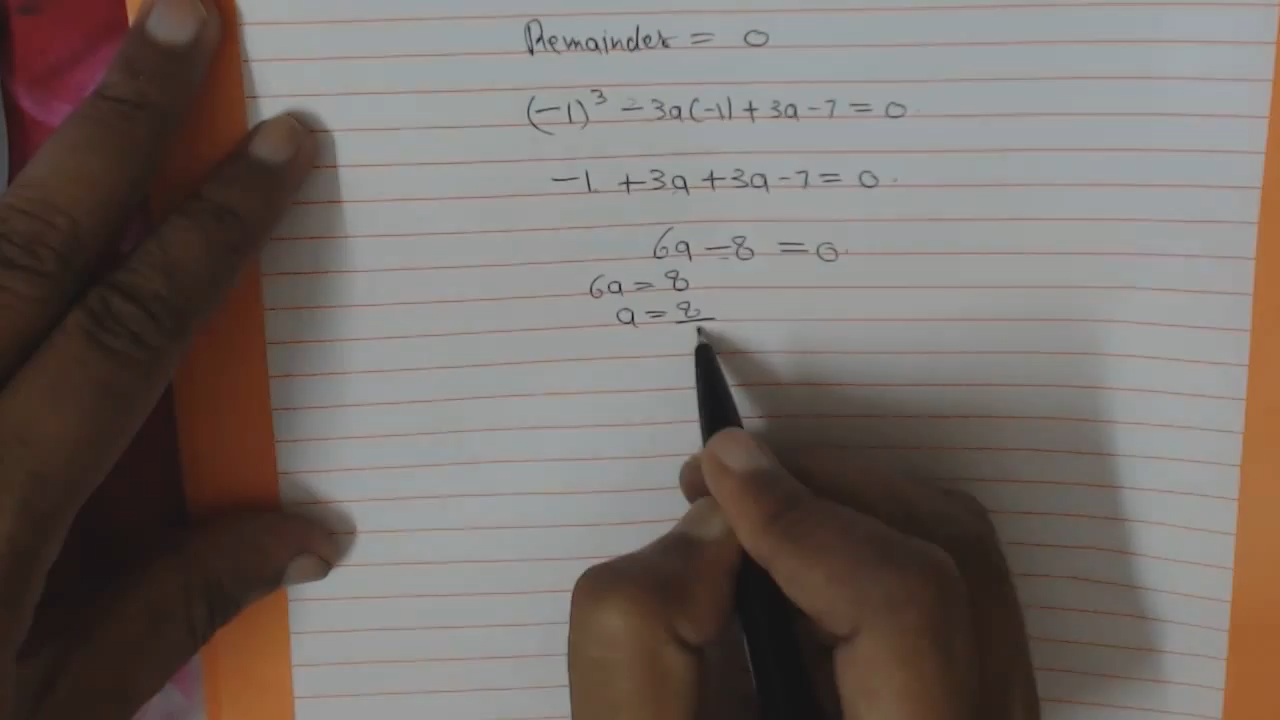 Remainder = 0
(-1)³ - 3a(-1) + 3a - 7 = 0
-1 + 3a + 3a - 7 = 0.
6a - 8 = 0
6a = 8
a = 8